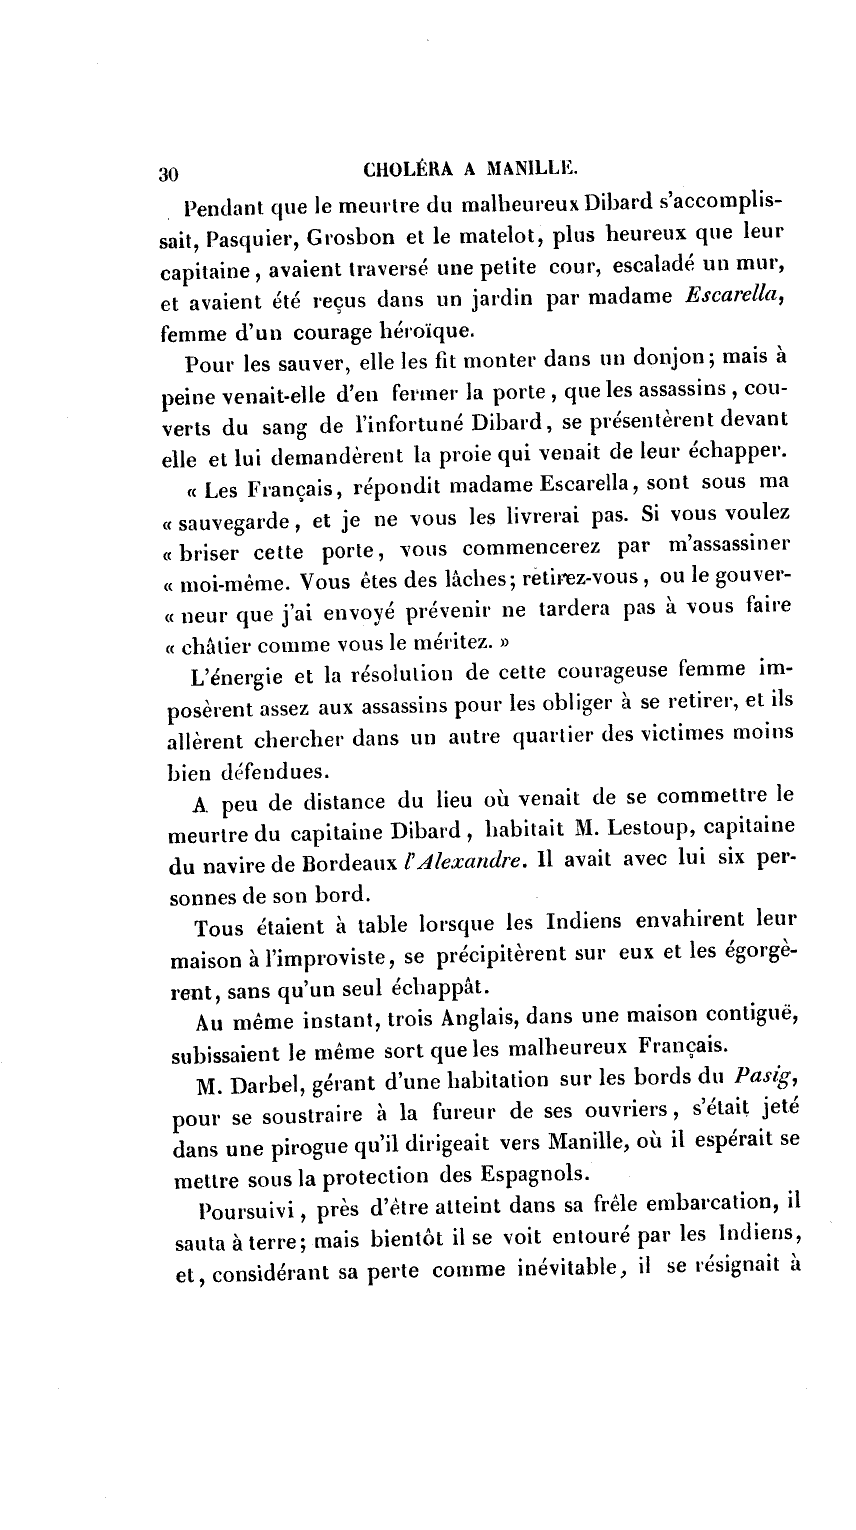 30 CHOLÉRA A MANILLE.
Pendant que le meurtre du malheureux Dibard s'accomplis-
sait, Pasquier, Grosbon et le matelot, plus heureux que leur
capitaine, avaient traversé une petite cour, escaladé un mur,
et avaient été reçus dans un jardin par madame Escarella,
femme d'un courage héroïque.
Pour les sauver, elle les fit monter dans un donjon; mais à
peine venait-elle d'en fermer la porte, que les assassins, cou-
verts du sang de l'infortuné Dibard, se présentèrent devant
elle et lui demandèrent la proie qui venait de leur échapper.
« Les Français, répondit madame Escarella, sont sous ma
« sauvegarde, et je ne vous les livrerai pas. Si vous voulez
« briser cette porte, vous commencerez par m'assassiner
« moi-même. Vous êtes des lâches; retirez-vous, ou le gouver-
« neur que j'ai envoyé prévenir ne tardera pas à vous faire
« châtier comme vous le méritez. »
L'énergie et la résolution de cette courageuse femme im-
posèrent assez aux assassins pour les obliger à se retirer, et ils
allèrent chercher dans un autre quartier des victimes moins
bien défendues.
A peu de distance du lieu où venait de se commettre le
meurtre du capitaine Dibard, habitait M. Lestoup, capitaine
du navire de Bordeaux l'Alexandre. Il avait avec lui six per-
sonnes de son bord.
Tous étaient à table lorsque les Indiens envahirent leur
maison à l'improviste, se précipitèrent sur eux et les égorgè-
rent, sans qu'un seul échappât.
Au même instant, trois Anglais, dans une maison contiguë,
subissaient le même sort que les malheureux Français.
M. Darbel, gérant d'une habitation sur les bords du Pasig,
pour se soustraire à la fureur de ses ouvriers, s'était jeté
dans une pirogue qu'il dirigeait vers Manille, où il espérait se
mettre sous la protection des Espagnols.
Poursuivi, près d'être atteint dans sa frêle embarcation, il
sauta à terre; mais bientôt il se voit entouré par les Indiens,
et, considérant sa perte comme inévitable, il se résignait à